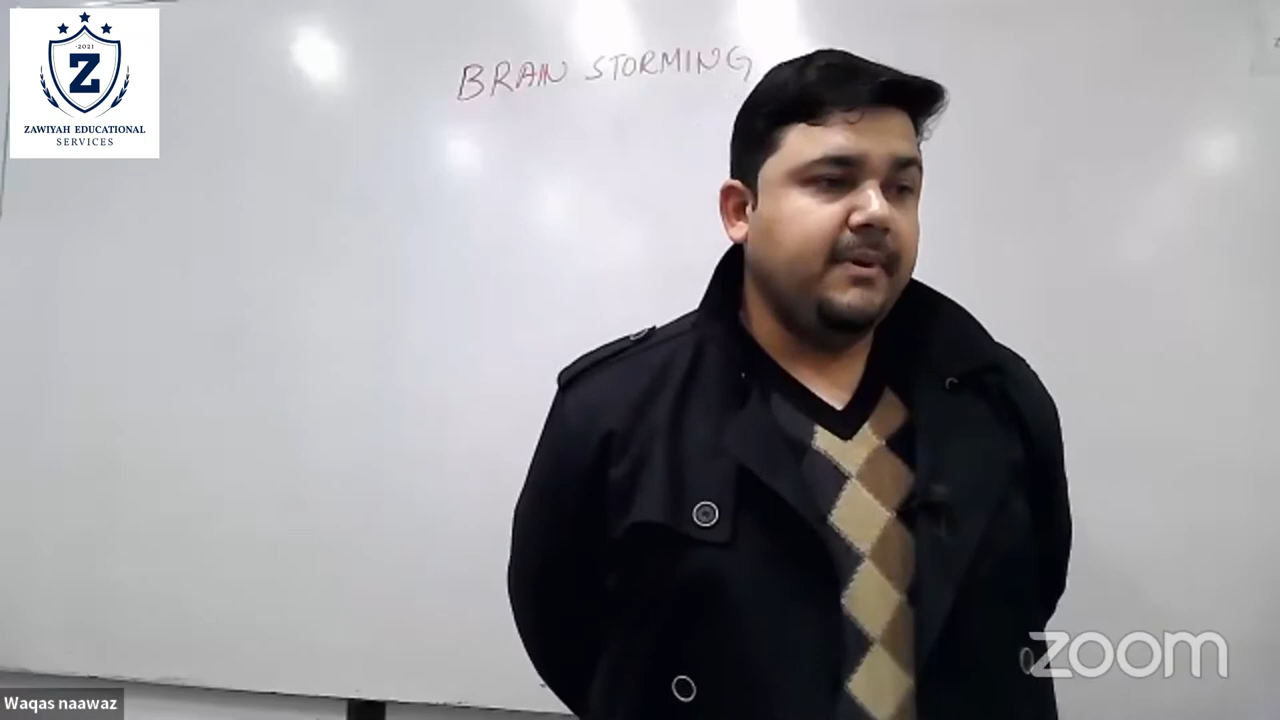 ·2021·
Z
ZAWIYAH EDUCATIONAL
SERVICES
BRAIN STORMING
zoom
Waqas naawaz